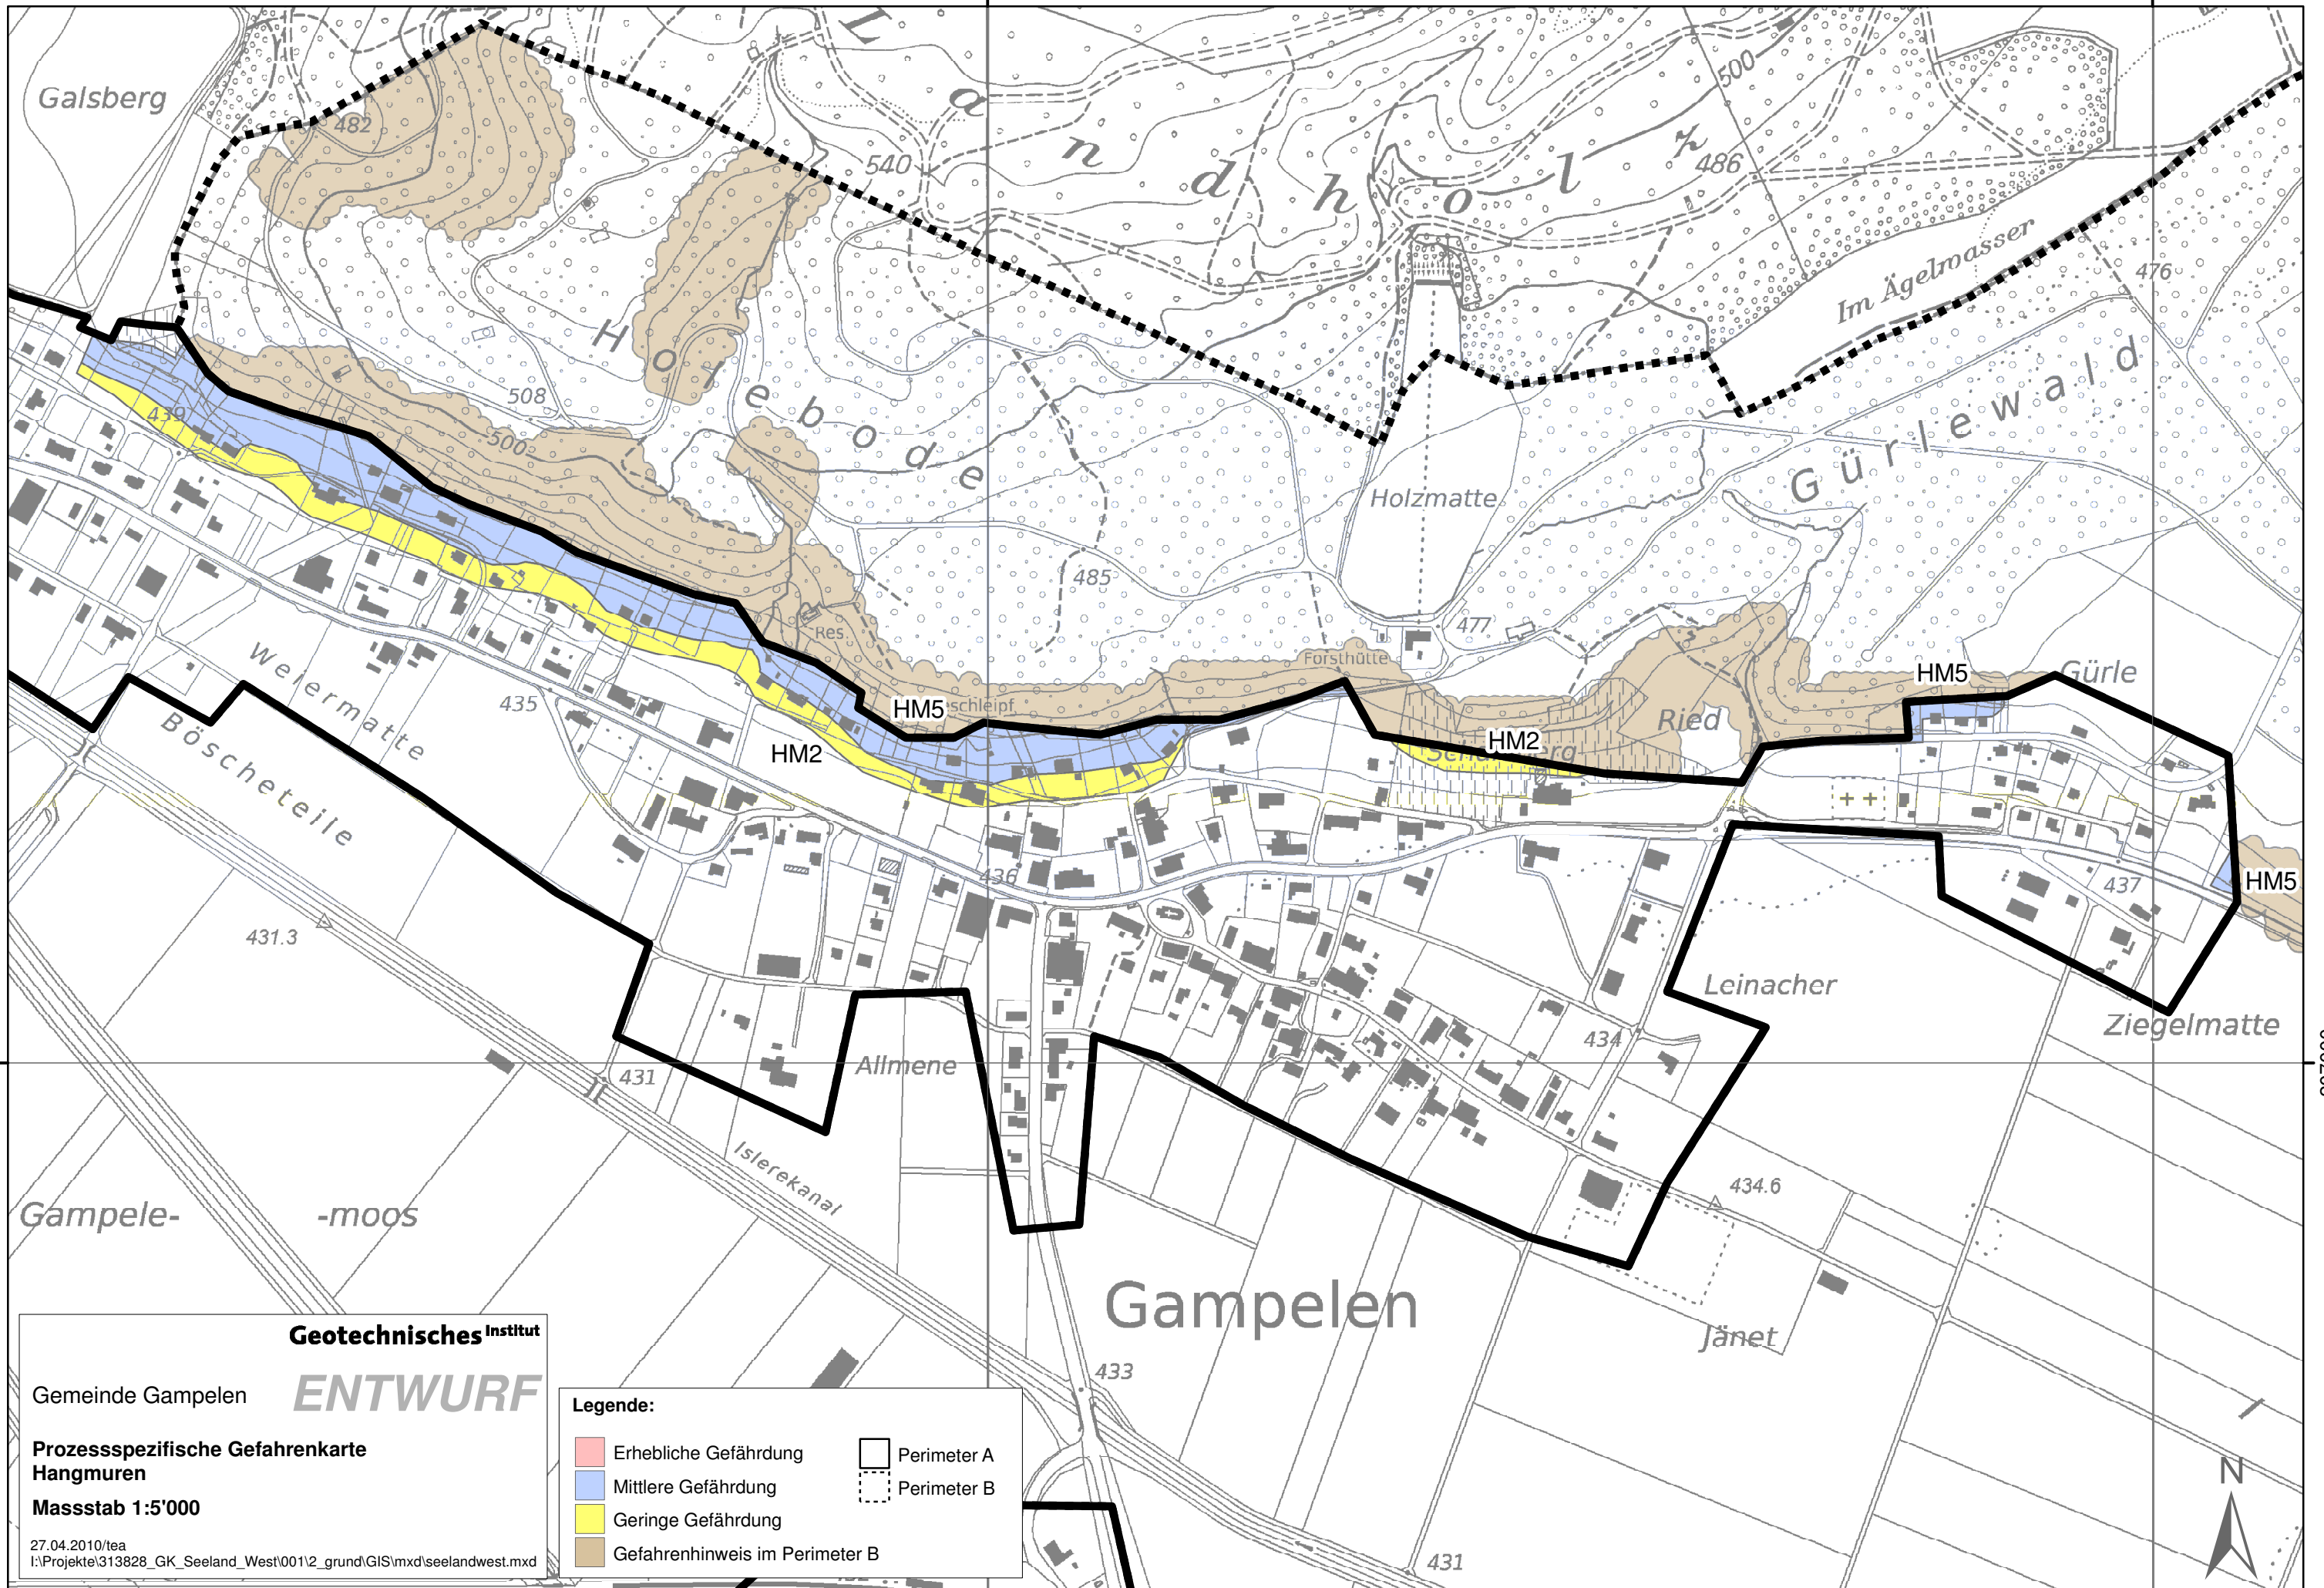 Galsberg
482
L a n d h o l z
540
500
486
Im Ägelmasser
476
H o l e b o d e
508
500
439
Gürlewald
Holzmatte
485
477
Res.
Forsthütte
HM5
HM5
Gürle
schleipf
Weiermatte
435
HM2
HM2
Ried
Böscheteile
436
437
HM5
431.3
Leinacher
Ziegelmatte
434
Allmene
431
Islerekanal
434.6
Gampele- -moos
Gampelen
Jänet
433
431
N
Geotechnisches Institut
Gemeinde Gampelen
ENTWURF
Prozessspezifische Gefahrenkarte
Hangmuren
Massstab 1:5'000
27.04.2010/tea
I:\Projekte\313828_GK_Seeland_West\001\2_grund\GIS\mxd\seelandwest.mxd
Legende:
Erhebliche Gefährdung
Mittlere Gefährdung
Geringe Gefährdung
Gefahrenhinweis im Perimeter B
Perimeter A
Perimeter B